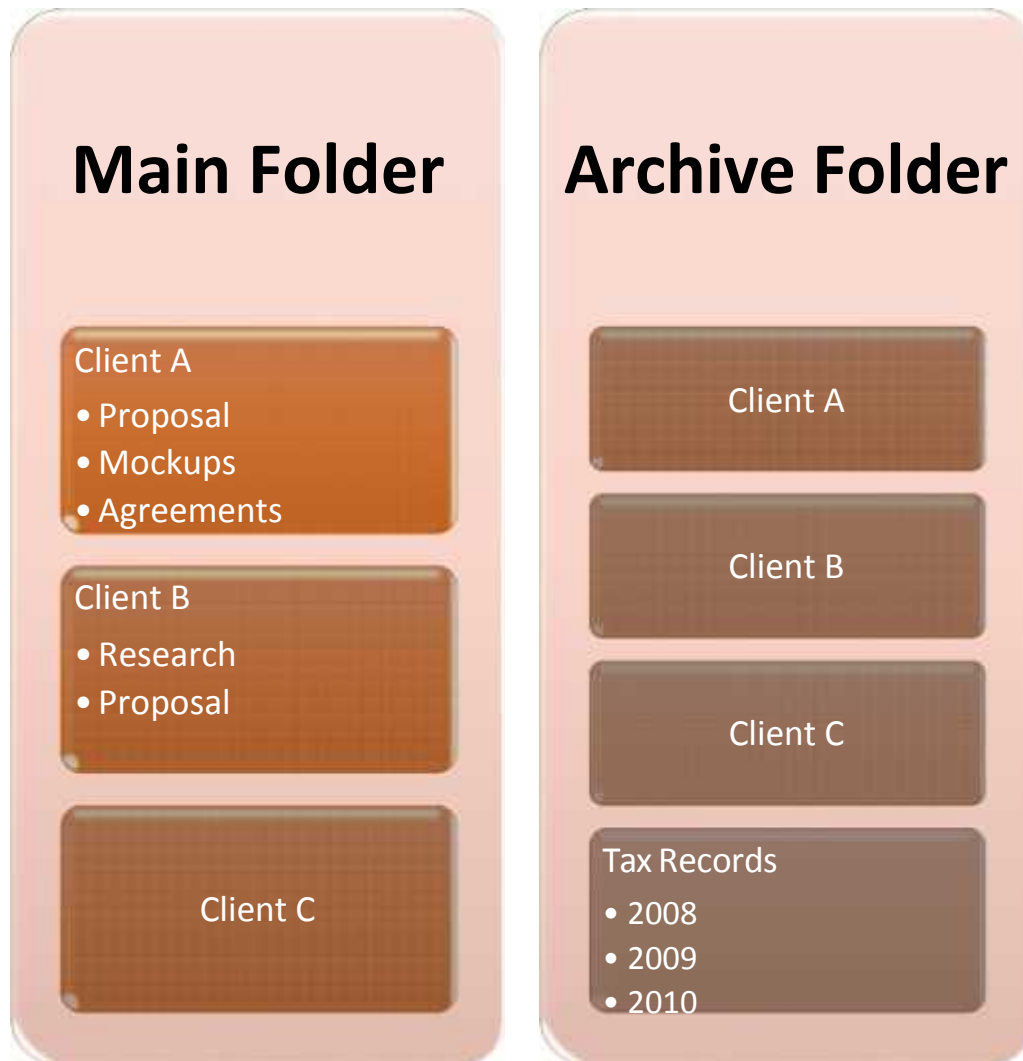 Main Folder
Client A
• Proposal
• Mockups
• Agreements
Client B
• Research
• Proposal
Client C
Archive Folder
Client A
Client B
Client C
Tax Records
• 2008
• 2009
• 2010